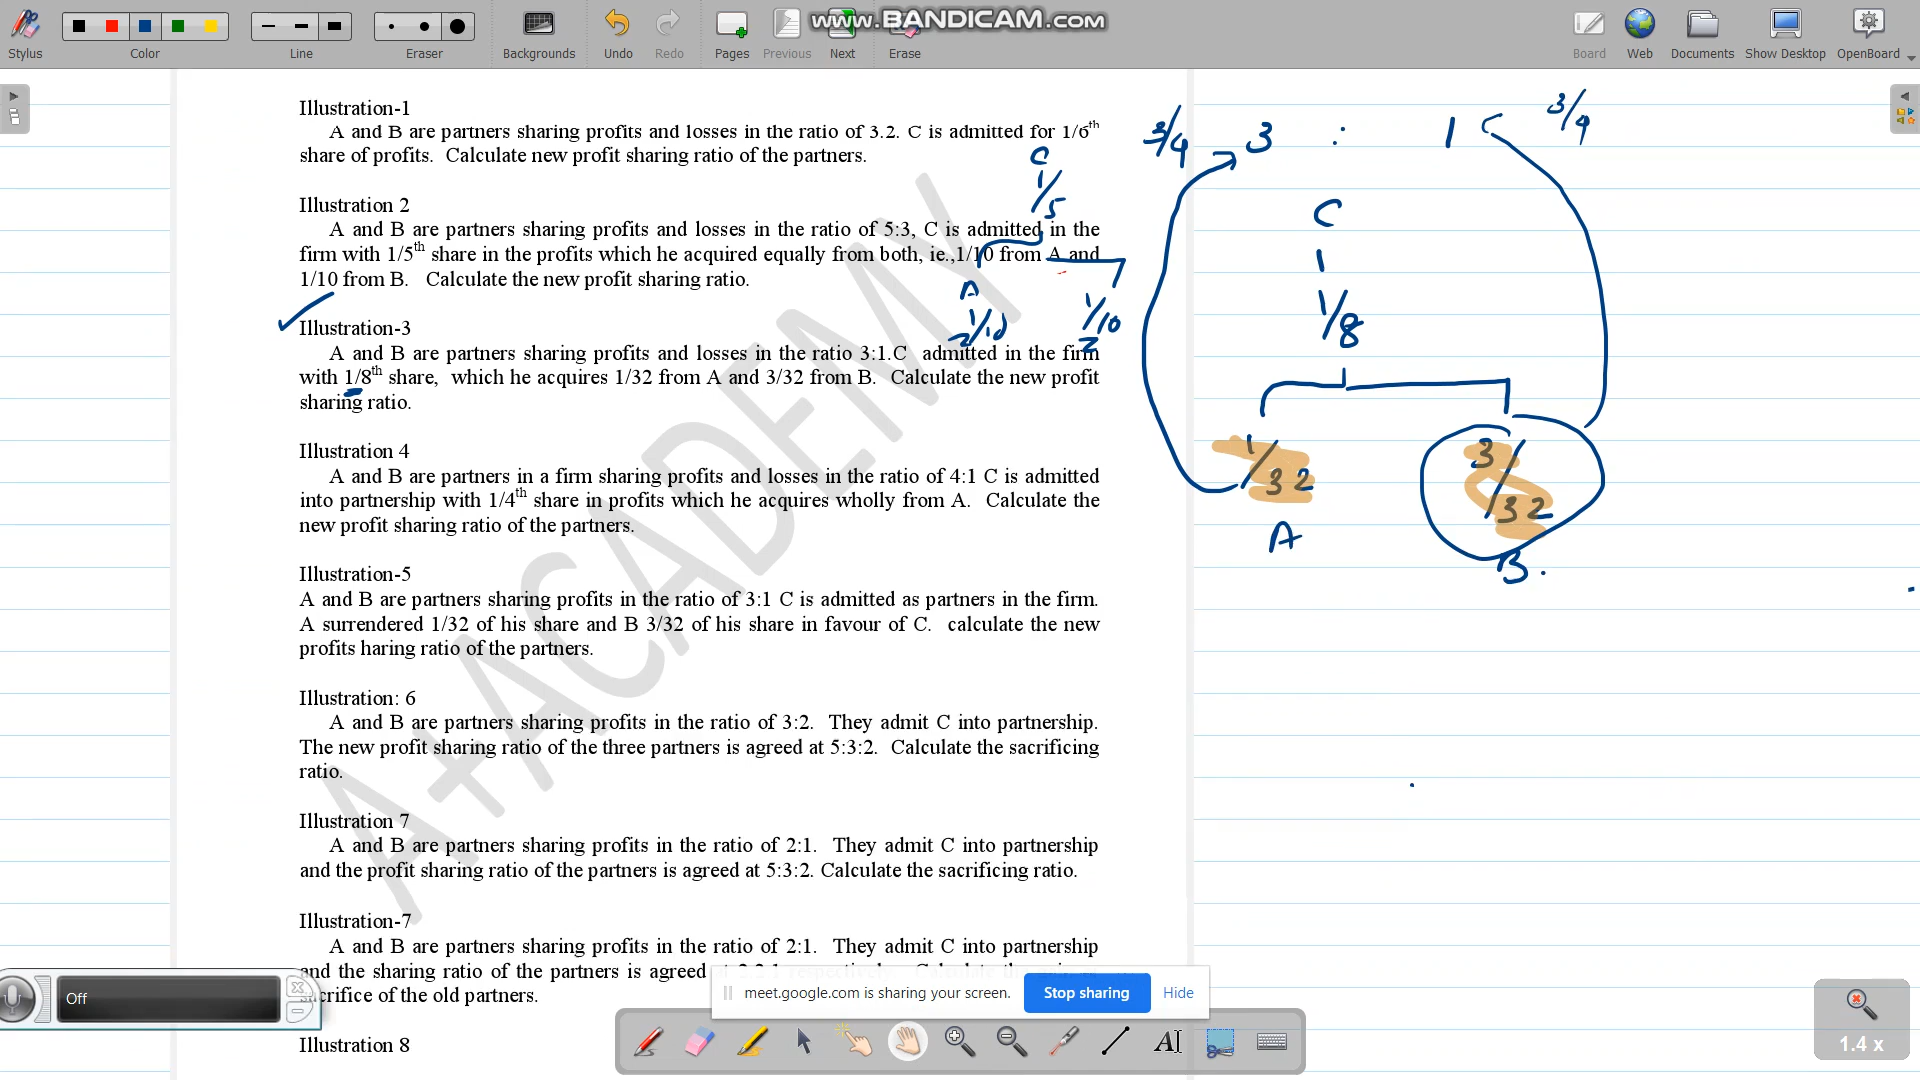 www.BANDICAM.com
Stylus Color Line Eraser Backgrounds Undo Redo Pages Previous Next Erase Board Web Documents Show Desktop OpenBoard
Illustration-1
A and B are partners sharing profits and losses in the ratio of 3.2. C is admitted for 1/6th
share of profits. Calculate new profit sharing ratio of the partners.
Illustration 2
A and B are partners sharing profits and losses in the ratio of 5:3, C is admitted in the
firm with 1/5th share in the profits which he acquired equally from both, ie.,1/10 from A and
1/10 from B. Calculate the new profit sharing ratio.
Illustration-3
A and B are partners sharing profits and losses in the ratio 3:1.C admitted in the firm
with 1/8th share, which he acquires 1/32 from A and 3/32 from B. Calculate the new profit
sharing ratio.
Illustration 4
A and B are partners in a firm sharing profits and losses in the ratio of 4:1 C is admitted
into partnership with 1/4th share in profits which he acquires wholly from A. Calculate the
new profit sharing ratio of the partners.
Illustration-5
A and B are partners sharing profits in the ratio of 3:1 C is admitted as partners in the firm.
A surrendered 1/32 of his share and B 3/32 of his share in favour of C. calculate the new
profits haring ratio of the partners.
Illustration: 6
A and B are partners sharing profits in the ratio of 3:2. They admit C into partnership.
The new profit sharing ratio of the three partners is agreed at 5:3:2. Calculate the sacrificing
ratio.
Illustration 7
A and B are partners sharing profits in the ratio of 2:1. They admit C into partnership
and the profit sharing ratio of the partners is agreed at 5:3:2. Calculate the sacrificing ratio.
Illustration-7
A and B are partners sharing profits in the ratio of 2:1. They admit C into partnership
and the sharing ratio of the partners is agreed
sacrifice of the old partners.
Illustration 8
A+ACADEMY
C
1/5
A
1/10
2
1/10
2
3/4 3 : 1 3/4
C
1
1/8
1/32 3/32
A B.
Off
meet.google.com is sharing your screen. Stop sharing Hide
1.4 x